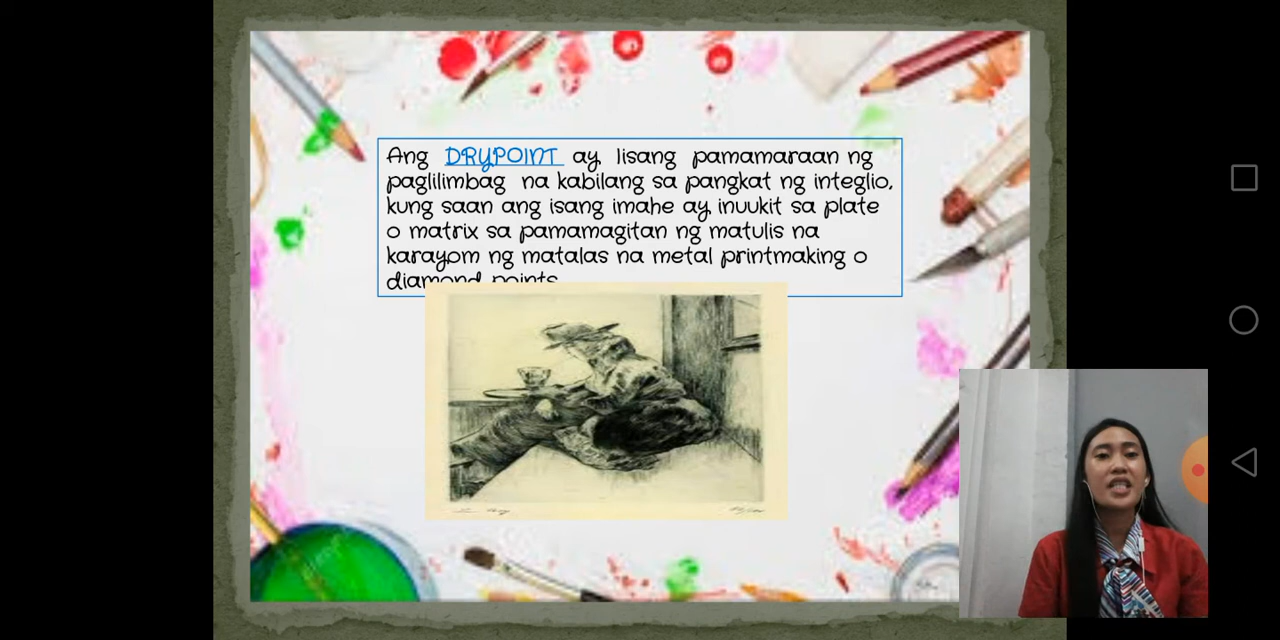 Ang DRYPOINT ay Iisang pamamaraan ng
paglilimbag na kabilang sa pangkat ng integlio,
kung saan ang isang imahe ay inuukit sa plate
o matrix sa pamamagitan ng matulis na
karayom ng matalas na metal printmaking o
diamond points